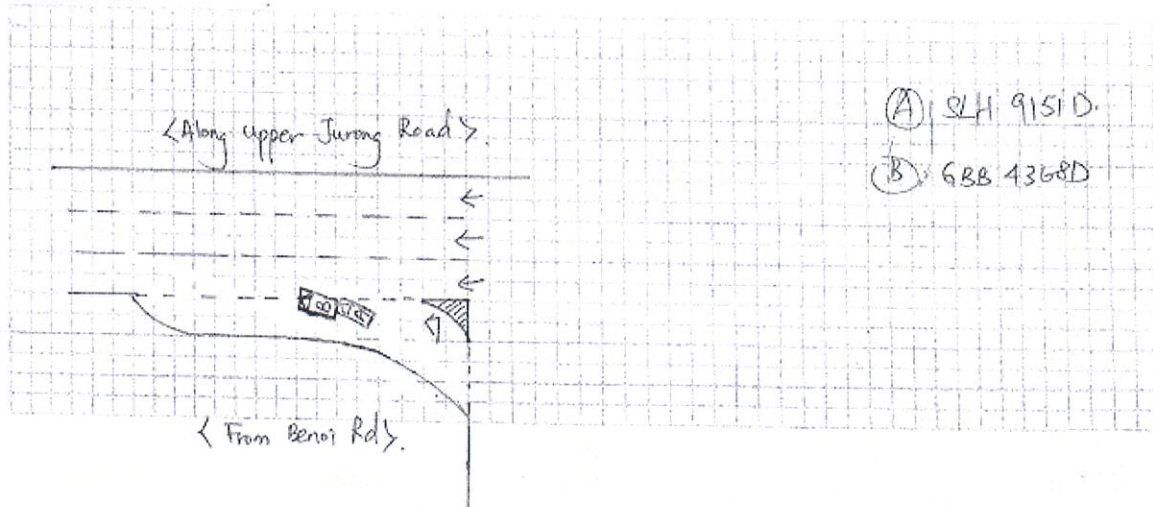 <Along Upper Jurong Road>
(A) SLH 9151D.
(B) GBB 4368D
B A
< From Benoi Rd>.